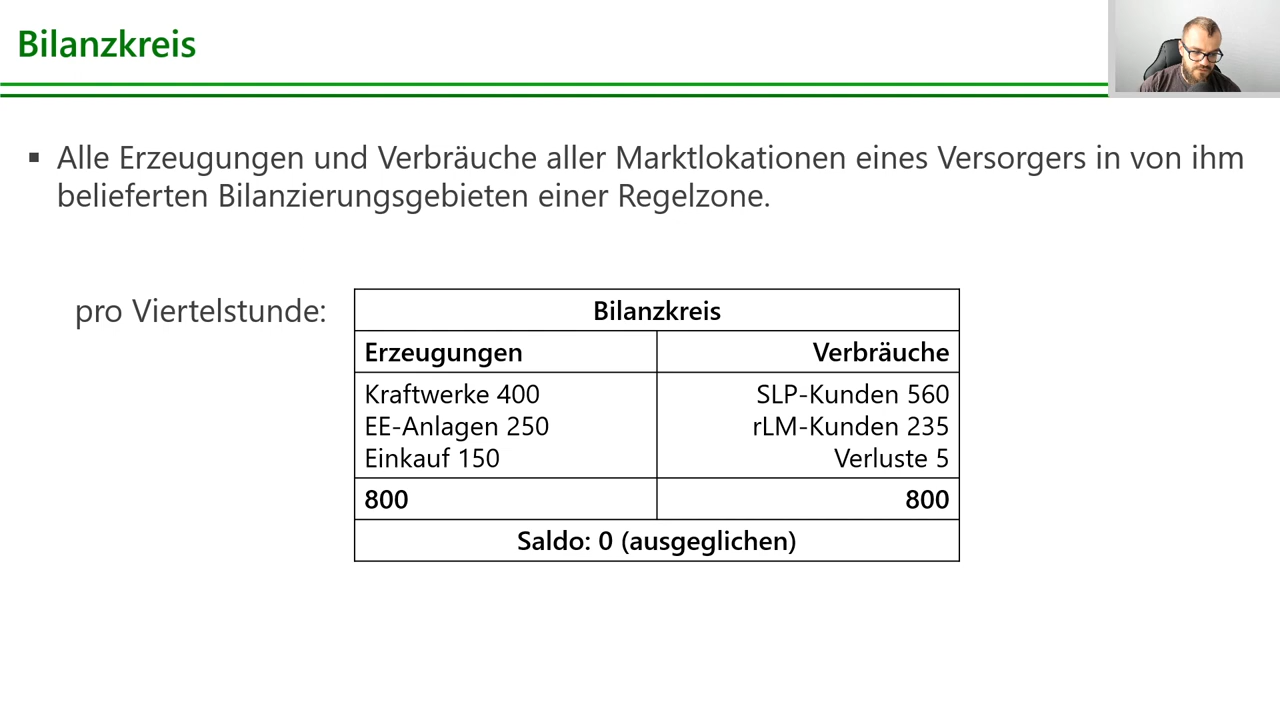 Bilanzkreis
▪ Alle Erzeugungen und Verbräuche aller Marktlokationen eines Versorgers in von ihm
belieferten Bilanzierungsgebieten einer Regelzone.
pro Viertelstunde:
Bilanzkreis
Erzeugungen Verbräuche
Kraftwerke 400 SLP-Kunden 560
EE-Anlagen 250 rLM-Kunden 235
Einkauf 150 Verluste 5
800 800
Saldo: 0 (ausgeglichen)